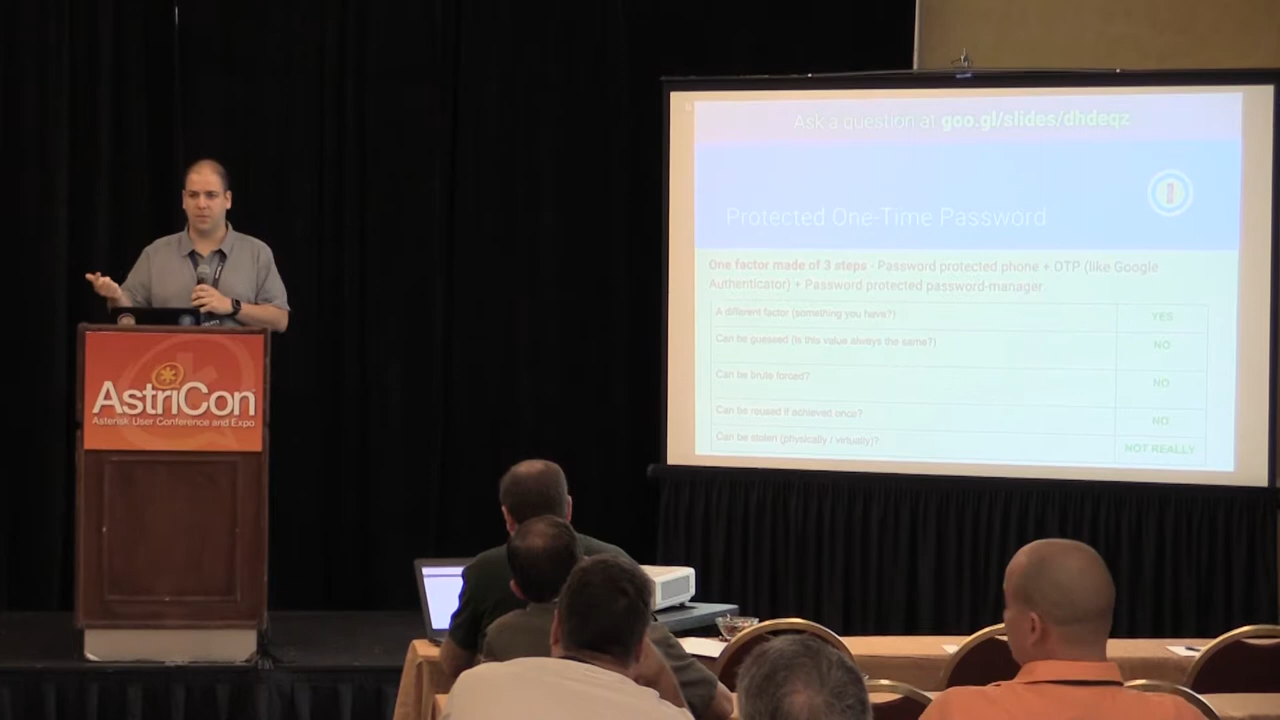 Ask a question at goo.gl/slides/dhdeqz
Protected One-Time Password
One factor made of 3 steps - Password protected phone + OTP (like Google
Authenticator) + Password protected password-manager
A different factor (something you have?) YES
Can be guessed (is this value always the same?) NO
Can be brute forced? NO
Can be reused if achieved once? NO
Can be stolen (physically / virtually)? NOT REALLY
AstriCon
Asterisk User Conference and Expo